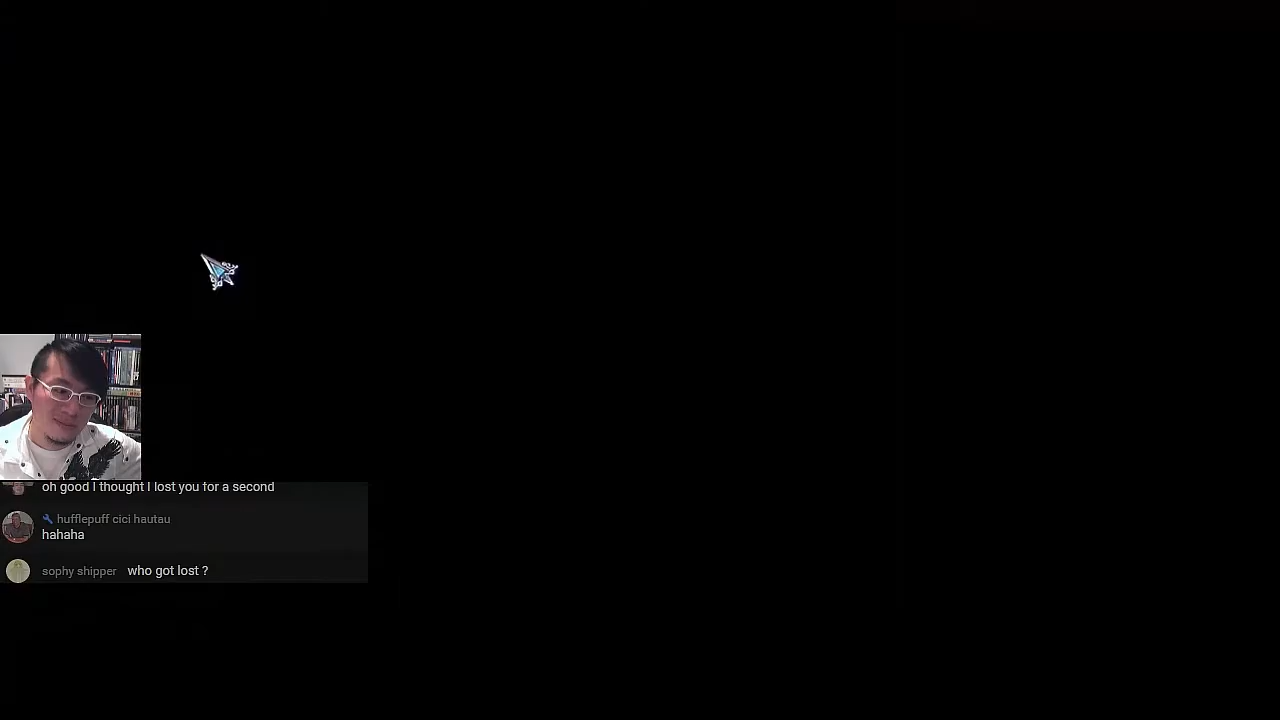 oh good I thought I lost you for a second
hufflepuff cici hautau
hahaha
sophy shipper who got lost ?